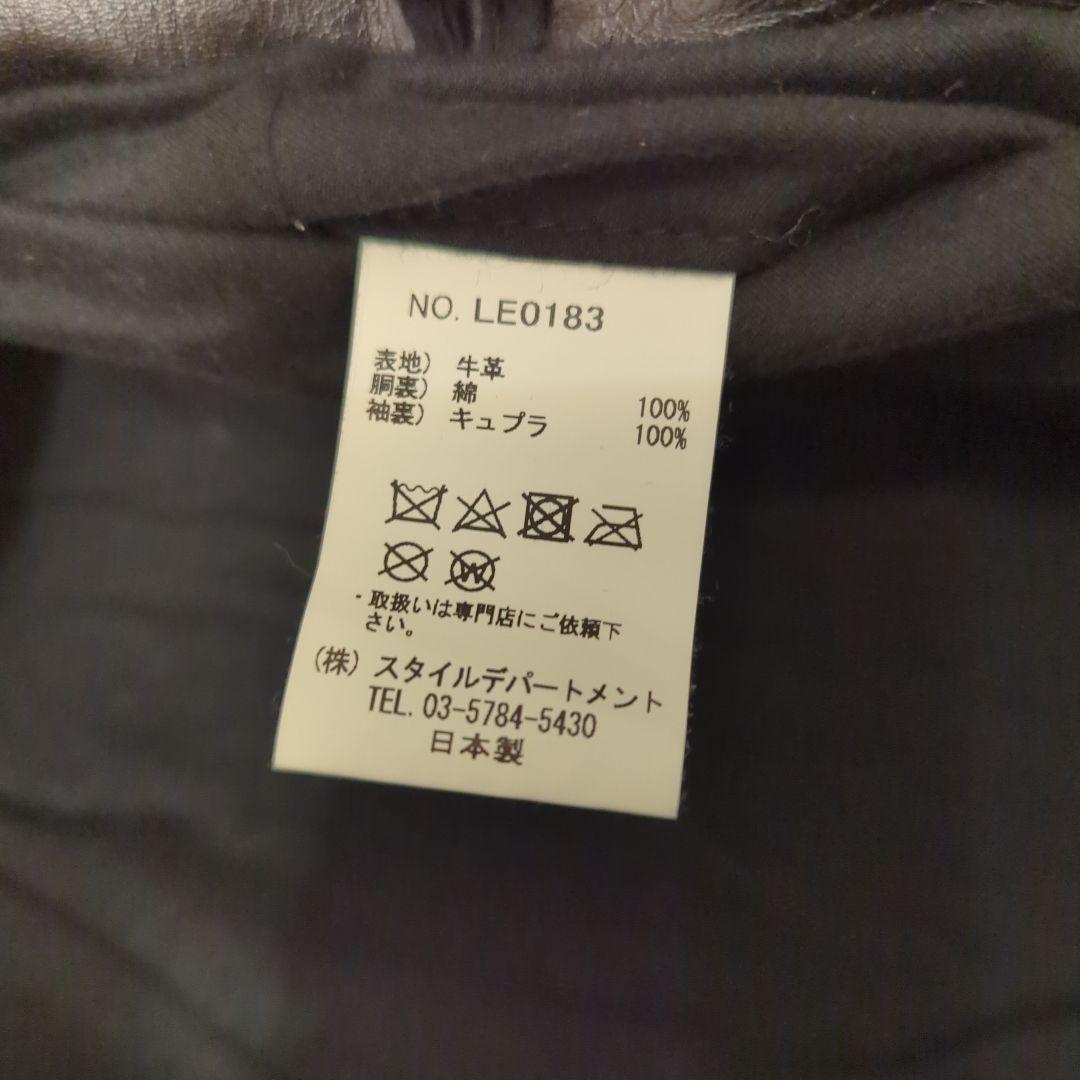 NO. LE0183
表地) 牛革
胴裏) 綿 100%
袖裏) キュプラ 100%
W
・取扱いは専門店にご依頼下
さい。
(株) スタイルデパートメント
TEL. 03-5784-5430
日本製